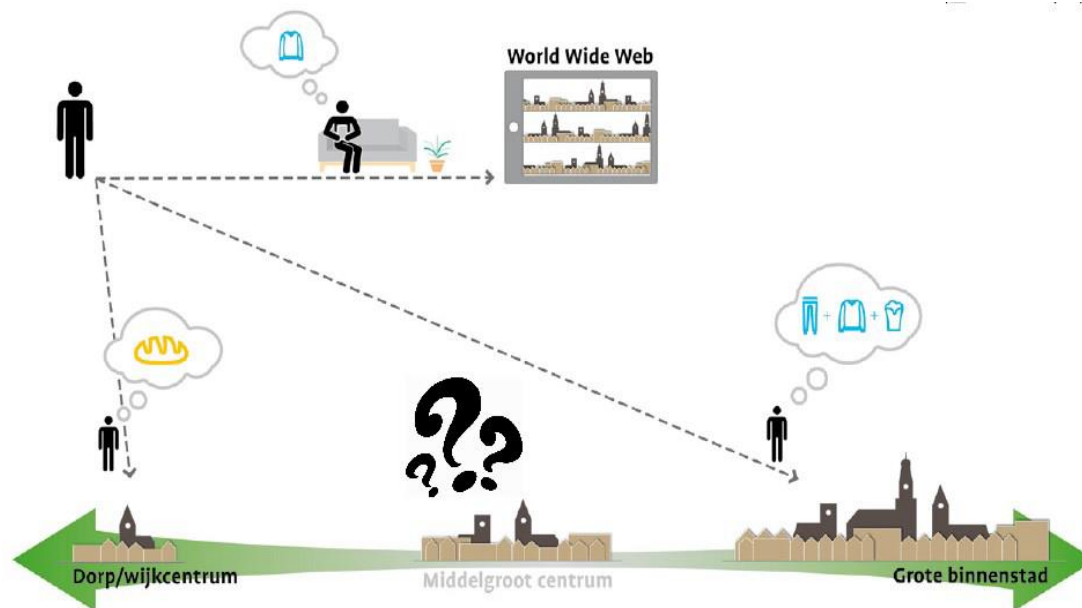 World Wide Web
Dorp/wijkcentrum
Middelgroot centrum
Grote binnenstad